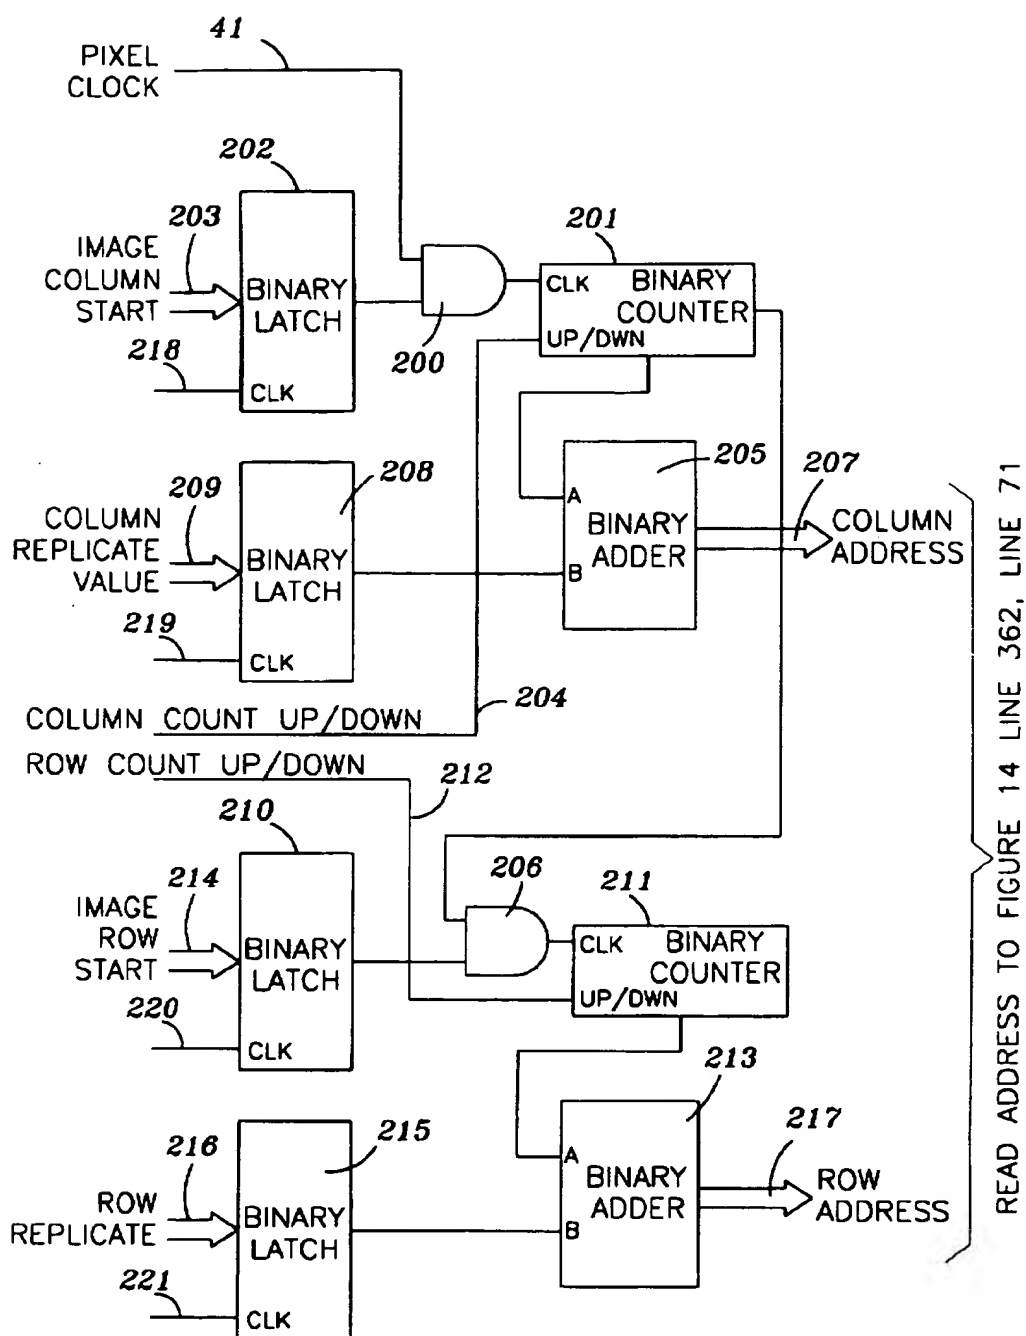 41
PIXEL
CLOCK
202
203
IMAGE
COLUMN
START
BINARY
LATCH
218
CLK
200
201
CLK
BINARY
COUNTER
UP/DWN
208
209
COLUMN
REPLICATE
VALUE
BINARY
LATCH
219
CLK
205
A
BINARY
ADDER
B
207
COLUMN
ADDRESS
204
COLUMN COUNT UP/DOWN
ROW COUNT UP/DOWN
212
210
214
IMAGE
ROW
START
BINARY
LATCH
220
CLK
206
211
CLK
BINARY
COUNTER
UP/DWN
213
A
BINARY
ADDER
B
217
ROW
ADDRESS
215
216
ROW
REPLICATE
BINARY
LATCH
221
CLK
READ ADDRESS TO FIGURE 14 LINE 362, LINE 71